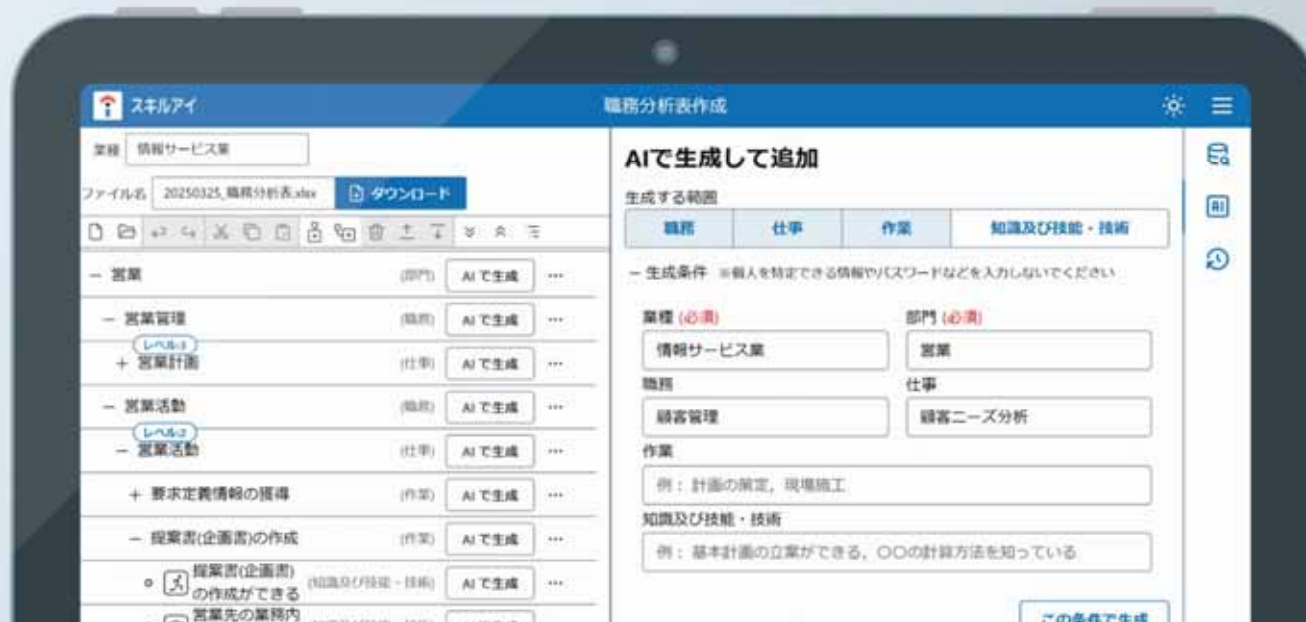 スキルアイ
職務分析表作成
業種 情報サービス業
ファイル名 20250325_職務分析表.xlsx ダウンロード
− 営業 (部門) AIで生成 …
− 営業管理 (職務) AIで生成 …
レベル:3
+ 営業計画 (仕事) AIで生成 …
− 営業活動 (職務) AIで生成 …
レベル:2
− 営業活動 (仕事) AIで生成 …
+ 要求定義情報の獲得 (作業) AIで生成 …
− 提案書(企画書)の作成 (作業) AIで生成 …
提案書(企画書)
の作成ができる (知識及び技能・技術) AIで生成 …
営業先の業務内
AIで生成して追加
生成する範囲
職務 仕事 作業 知識及び技能・技術
− 生成条件 ※個人を特定できる情報やパスワードなどを入力しないでください
業種 (必須) 部門 (必須)
情報サービス業 営業
職務 仕事
顧客管理 顧客ニーズ分析
作業
例: 計画の策定, 現場施工
知識及び技能・技術
例: 基本計画の立案ができる, 〇〇の計算方法を知っている
この条件で生成
AI